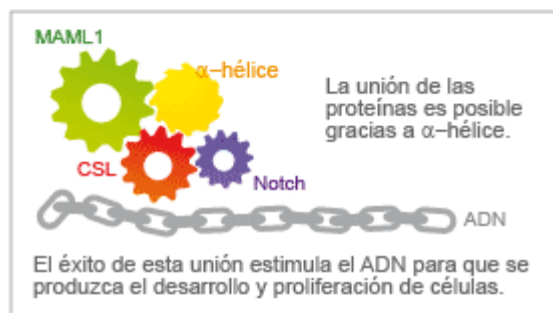 MAML1
α–hélice
La unión de las
proteínas es posible
gracias a α–hélice.
CSL
Notch
ADN
El éxito de esta unión estimula el ADN para que se
produzca el desarrollo y proliferación de células.